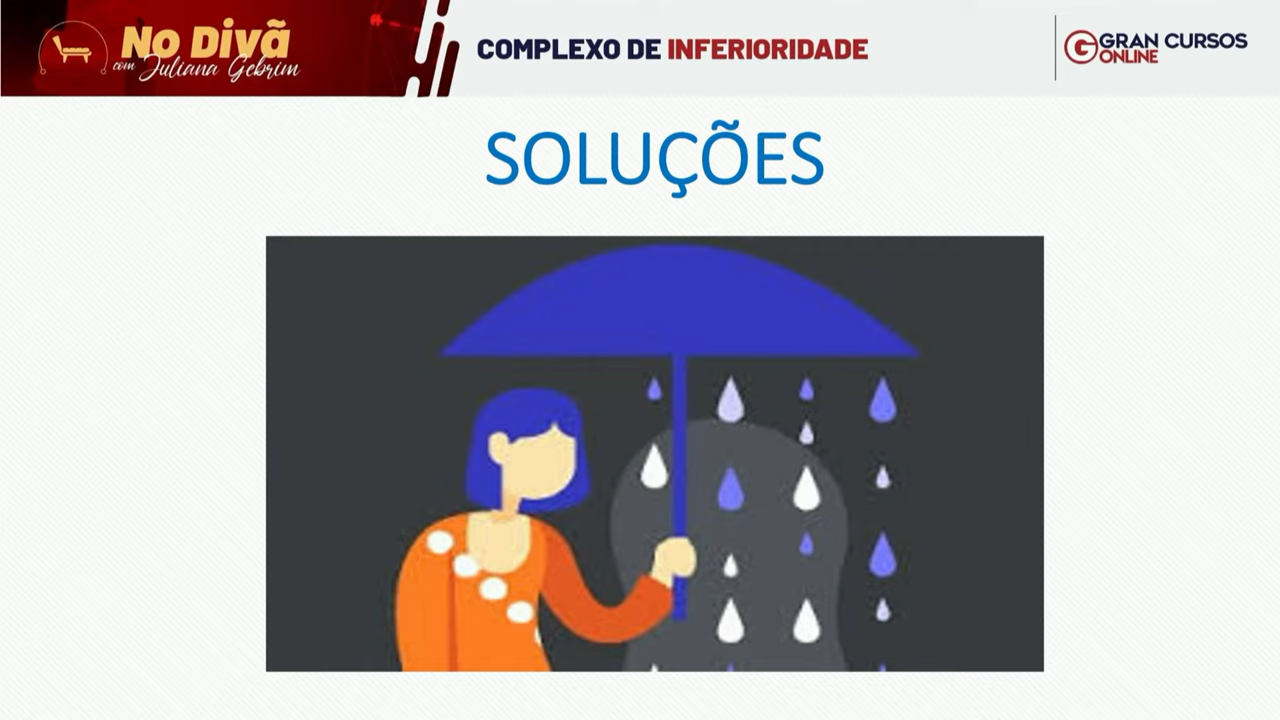 No Divã
com Juliana Gebrim
COMPLEXO DE INFERIORIDADE
GRAN CURSOS
ONLINE
SOLUÇÕES